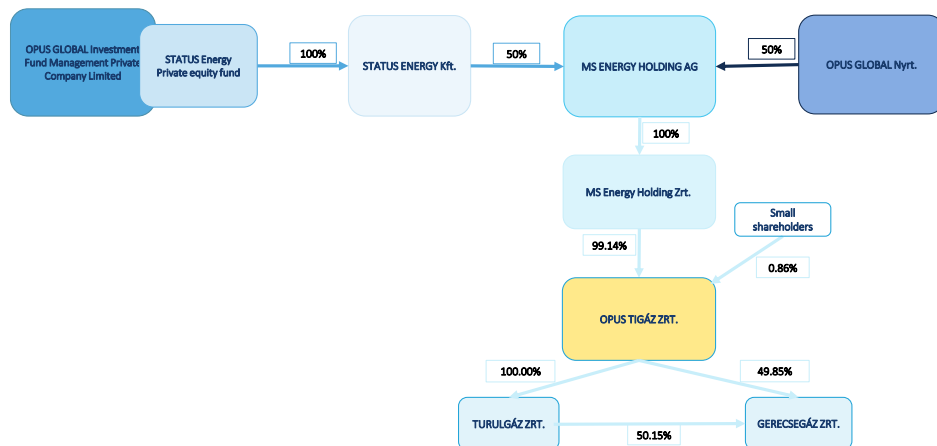 OPUS GLOBAL Investment
Fund Management Private
Company Limited
STATUS Energy
Private equity fund
100%
STATUS ENERGY Kft.
50%
MS ENERGY HOLDING AG
50%
OPUS GLOBAL Nyrt.
100%
MS Energy Holding Zrt.
Small
shareholders
99.14%
0.86%
OPUS TIGÁZ ZRT.
100.00%
49.85%
TURULGÁZ ZRT.
50.15%
GERECSEGÁZ ZRT.